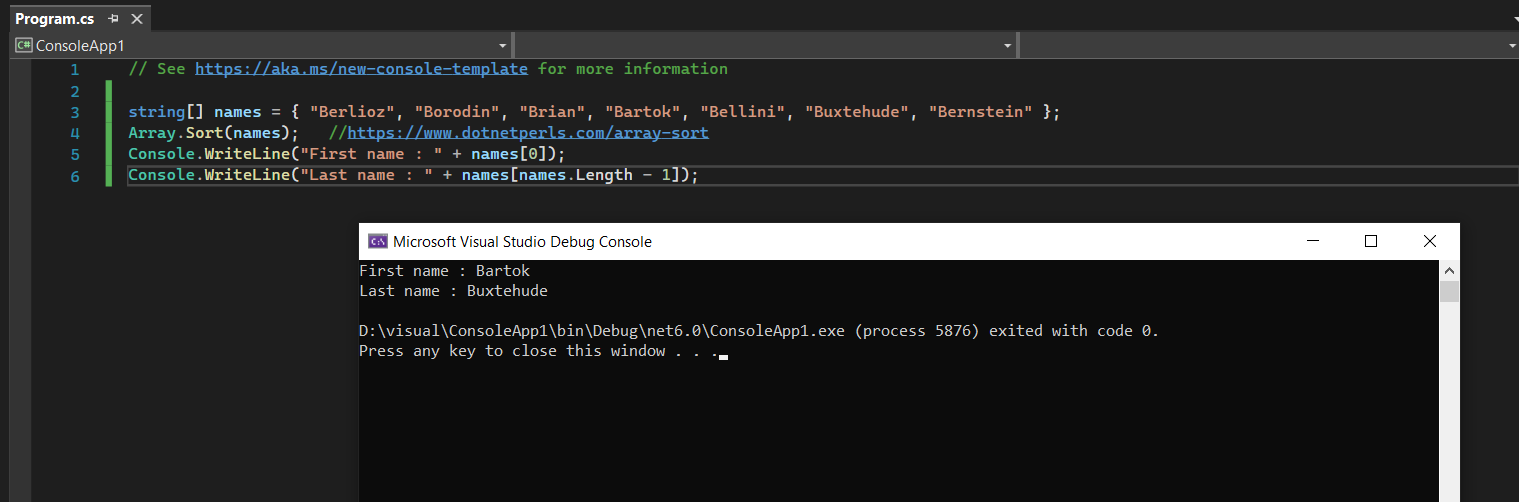 Program.cs
C# ConsoleApp1
1 // See https://aka.ms/new-console-template for more information
2
3 string[] names = { "Berlioz", "Borodin", "Brian", "Bartok", "Bellini", "Buxtehude", "Bernstein" };
4 Array.Sort(names);   //https://www.dotnetperls.com/array-sort
5 Console.WriteLine("First name : " + names[0]);
6 Console.WriteLine("Last name : " + names[names.Length - 1]);
C:\ Microsoft Visual Studio Debug Console
First name : Bartok
Last name : Buxtehude
D:\visual\ConsoleApp1\bin\Debug\net6.0\ConsoleApp1.exe (process 5876) exited with code 0.
Press any key to close this window . . .